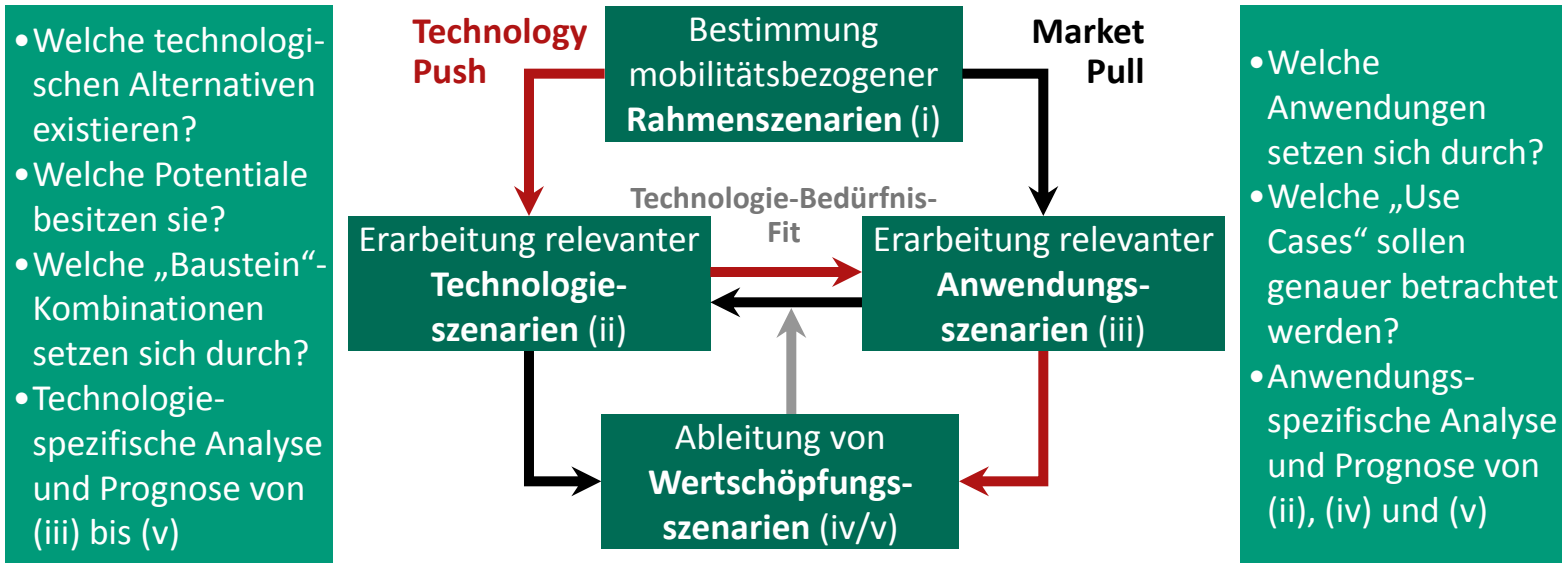 •Welche technologi-
schen Alternativen
existieren?
•Welche Potentiale
besitzen sie?
•Welche „Baustein“-
Kombinationen
setzen sich durch?
•Technologie-
spezifische Analyse
und Prognose von
(iii) bis (v)
Technology
Push
Bestimmung
mobilitätsbezogener
Rahmenszenarien (i)
Market
Pull
Technologie-Bedürfnis-
Fit
Erarbeitung relevanter
Technologie-
szenarien (ii)
Erarbeitung relevanter
Anwendungs-
szenarien (iii)
Ableitung von
Wertschöpfungs-
szenarien (iv/v)
•Welche
Anwendungen
setzen sich durch?
•Welche „Use
Cases“ sollen
genauer betrachtet
werden?
•Anwendungs-
spezifische Analyse
und Prognose von
(ii), (iv) und (v)